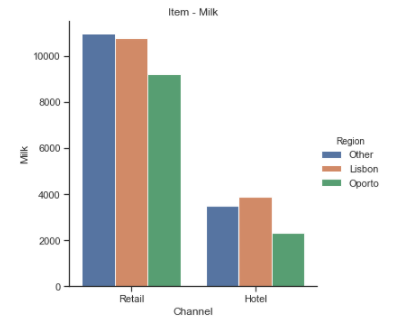 Item - Milk
Milk
10000
8000
6000
4000
2000
0
Retail
Hotel
Channel
Region
Other
Lisbon
Oporto